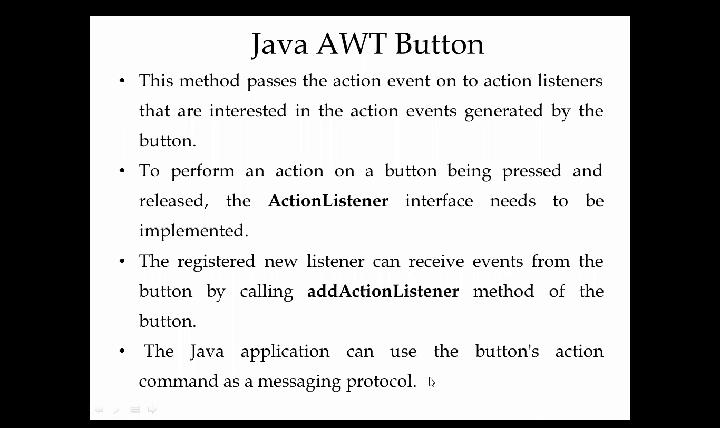 Java AWT Button
• This method passes the action event on to action listeners
that are interested in the action events generated by the
button.
• To perform an action on a button being pressed and
released, the ActionListener interface needs to be
implemented.
• The registered new listener can receive events from the
button by calling addActionListener method of the
button.
• The Java application can use the button's action
command as a messaging protocol.